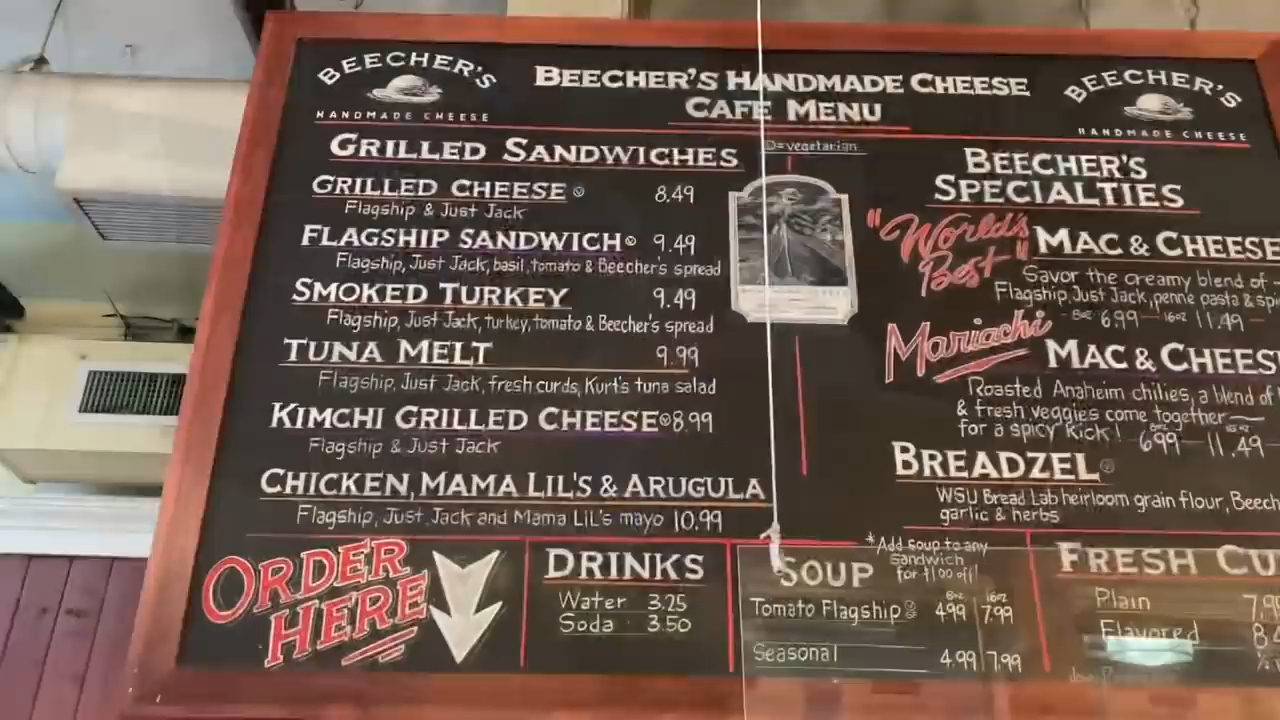 BEECHER'S
HANDMADE CHEESE
BEECHER'S HANDMADE CHEESE
CAFE MENU
BEECHER'S
HANDMADE CHEESE
GRILLED SANDWICHES
=vegetarian
GRILLED CHEESE Ⓥ 8.49
Flagship & Just Jack
FLAGSHIP SANDWICH Ⓥ 9.49
Flagship, Just Jack, basil, tomato & Beecher's spread
SMOKED TURKEY 9.49
Flagship, Just Jack, turkey, tomato & Beecher's spread
TUNA MELT 9.99
Flagship, Just Jack, fresh curds, Kurt's tuna salad
KIMCHI GRILLED CHEESE Ⓥ 8.99
Flagship & Just Jack
CHICKEN, MAMA LIL'S & ARUGULA
Flagship, Just Jack and Mama Lil's mayo 10.99
BEECHER'S
SPECIALTIES
"World's Best" MAC & CHEESE
Savor the creamy blend of
Flagship, Just Jack, penne pasta & sp
8oz 6.99 16oz 11.49
Mariachi MAC & CHEES
Roasted Anaheim chilies, a blend of
& fresh veggies come together
for a spicy kick! 6.99 11.49
BREADZEL Ⓥ
WSU Bread Lab heirloom grain flour, Beech
garlic & herbs
ORDER
HERE
DRINKS
Water 3.25
Soda 3.50
*Add soup to any
sandwich
for $1.00 off!
SOUP
8oz 16oz
Tomato Flagship Ⓥ 4.99 7.99
Seasonal 4.99 7.99
FRESH CU
Plain 7.9
Flavored 8.